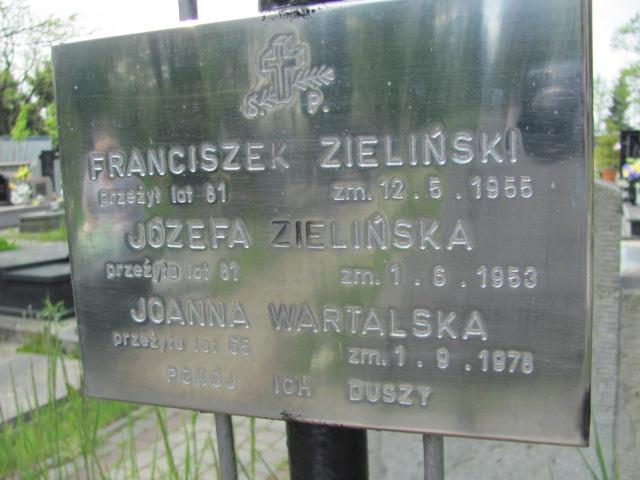 Ś. P.
FRANCISZEK ZIELIŃSKI
przeżył lat 81 zm. 12.5.1955
JÓZEFA ZIELIŃSKA
przeżyła lat 81 zm. 1.6.1953
JOANNA WARTALSKA
przeżyła lat 65 zm. 1.9.1978
POKÓJ ICH DUSZY